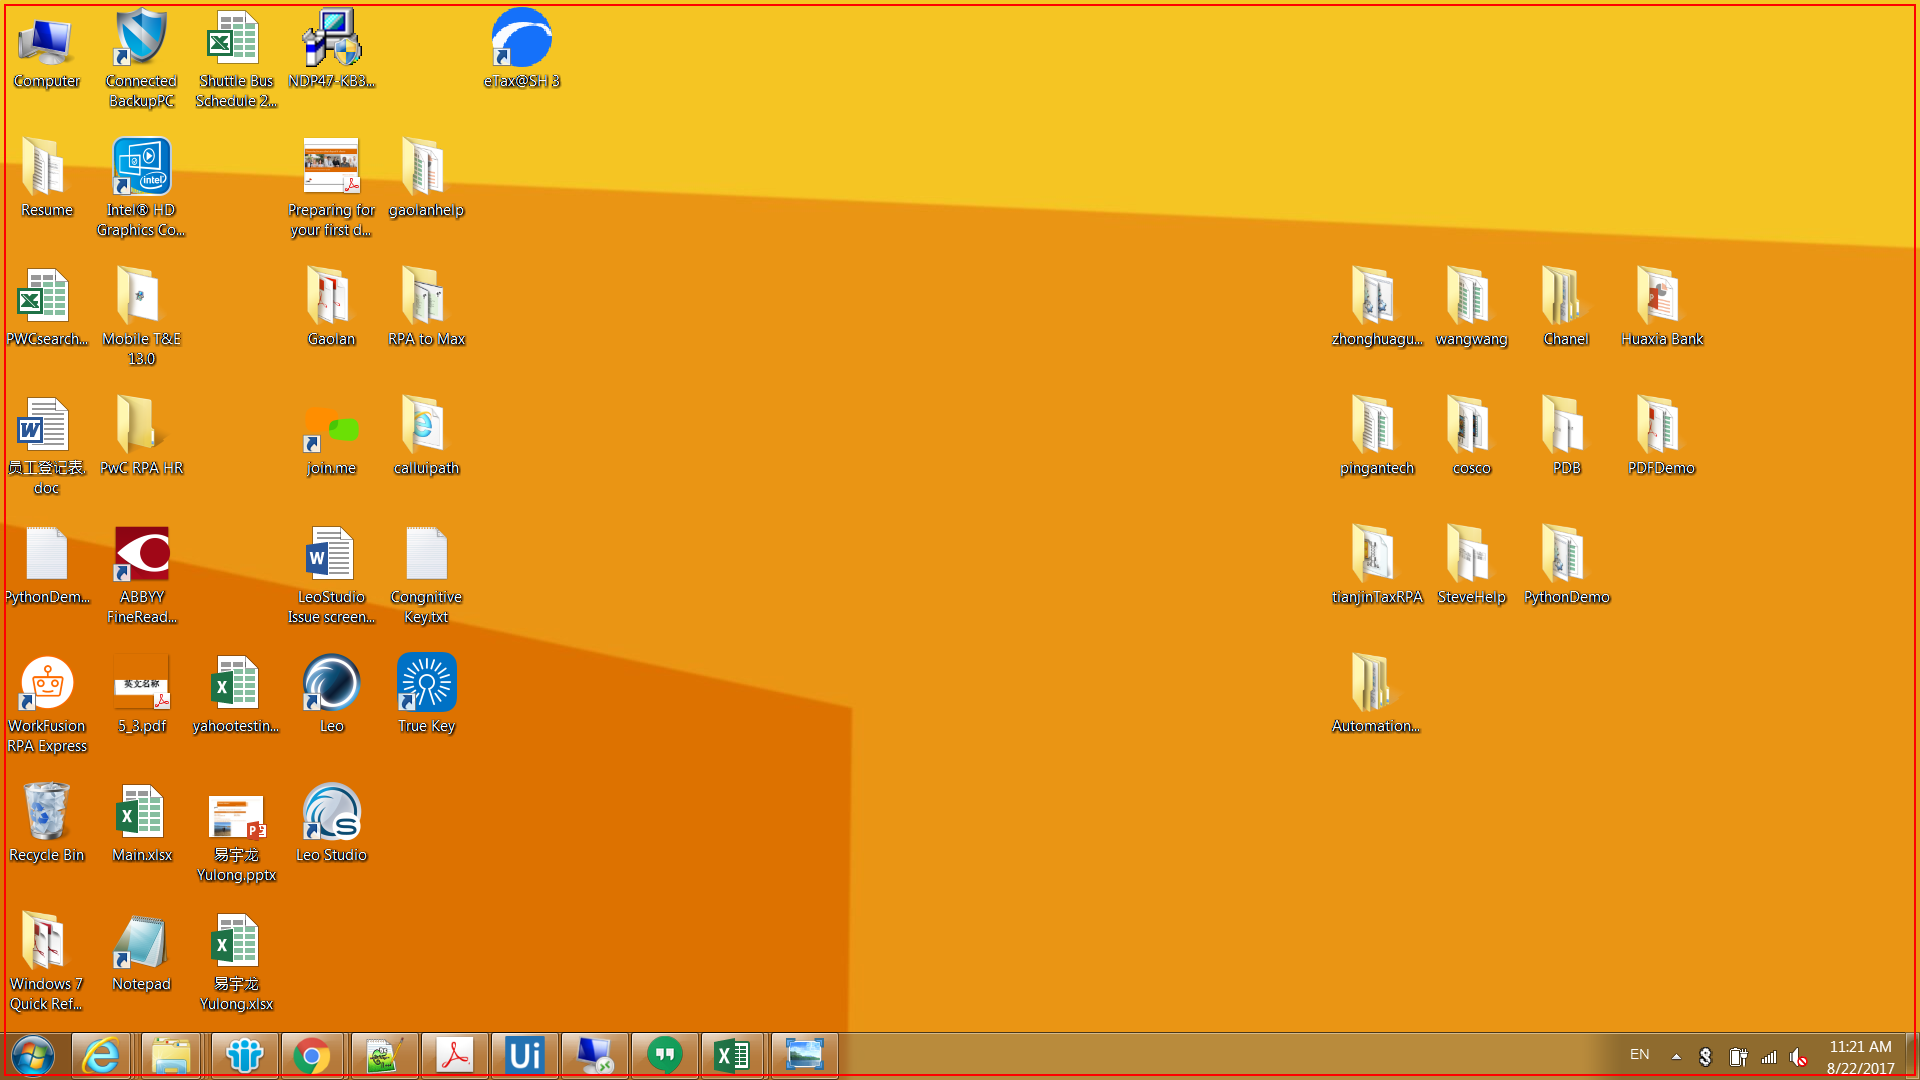 Computer
Connected
BackupPC
Shuttle Bus
Schedule 2...
NDP47-KB3...
eTax@SH 3
Resume
Intel® HD
Graphics Co...
intel
Preparing for
your first d...
gaolanhelp
PWCsearch...
Mobile T&E
13.0
Gaolan
RPA to Max
zhonghuagu...
wangwang
Chanel
Huaxia Bank
员工登记表.
doc
PwC RPA HR
join.me
calluipath
pingantech
cosco
PDB
PDFDemo
PythonDem...
ABBYY
FineRead...
LeoStudio
Issue screen...
Congnitive
Key.txt
tianjinTaxRPA
SteveHelp
PythonDemo
英文名称
WorkFusion
RPA Express
5_3.pdf
yahootestin...
Leo
True Key
Automation...
Recycle Bin
Main.xlsx
易宇龙
Yulong.pptx
Leo Studio
Windows 7
Quick Ref...
Notepad
易宇龙
Yulong.xlsx
Ui
EN
11:21 AM
8/22/2017